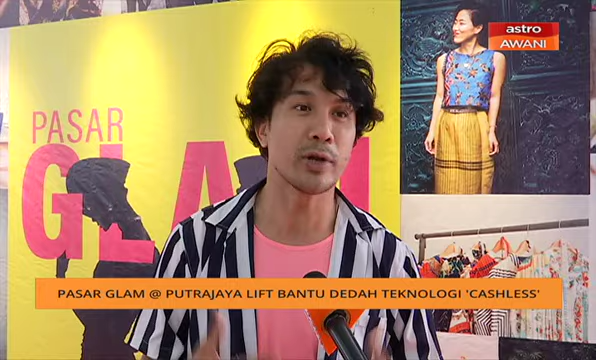 astro
AWANI
PASAR
GLAM
PASAR GLAM @ PUTRAJAYA LIFT BANTU DEDAH TEKNOLOGI 'CASHLESS'